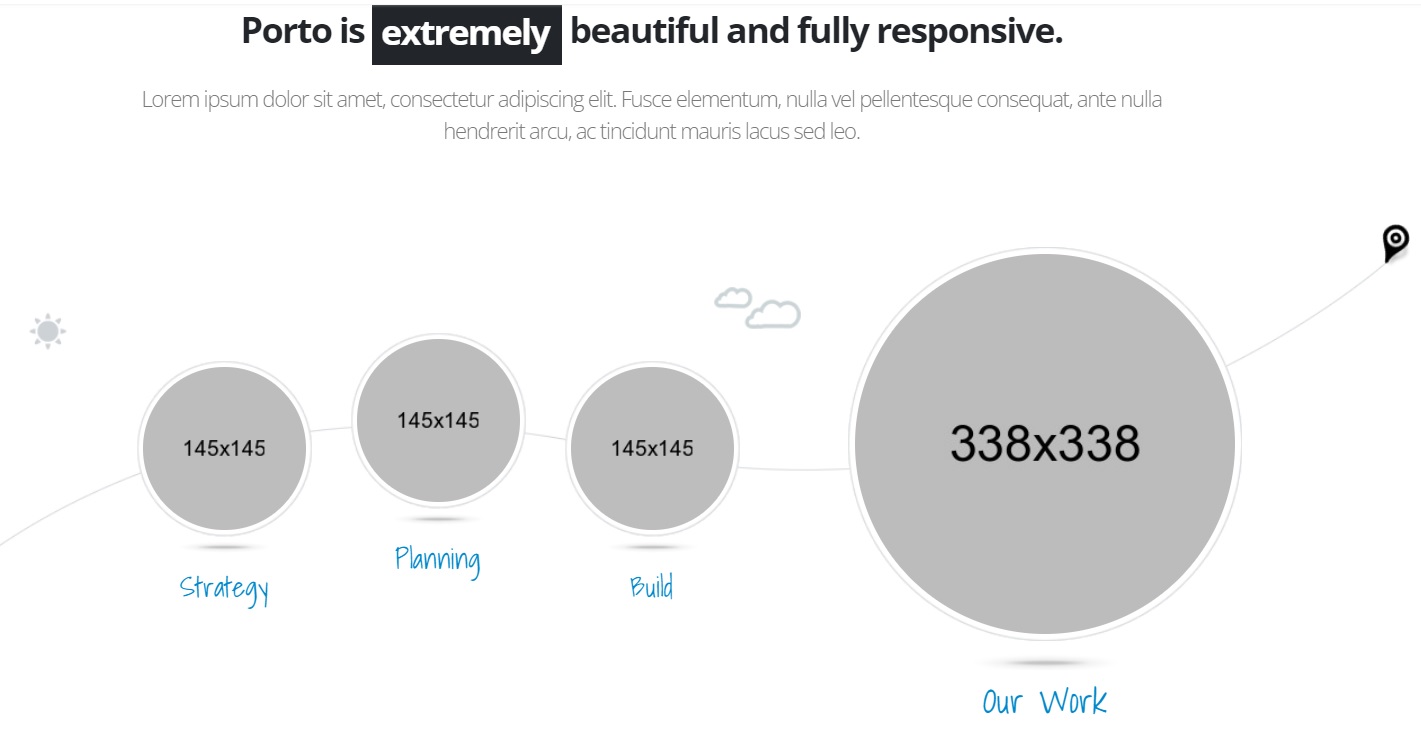 Porto is extremely beautiful and fully responsive.
Lorem ipsum dolor sit amet, consectetur adipiscing elit. Fusce elementum, nulla vel pellentesque consequat, ante nulla
hendrerit arcu, ac tincidunt mauris lacus sed leo.
145x145
145x145
145x145
338x338
Strategy
Planning
Build
Our Work